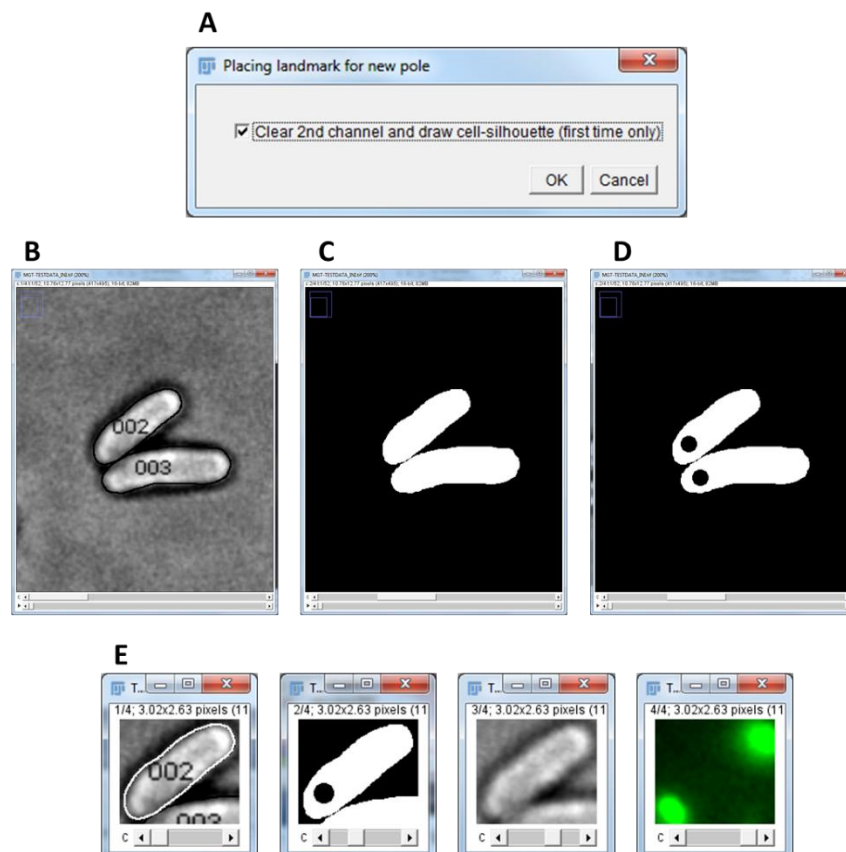 A
Placing landmark for new pole
Clear 2nd channel and draw cell-silhouette (first time only)
OK Cancel
B C D
002
003
E
T... T... T... T...
1/4; 3.02x2.63 pixels (11 2/4; 3.02x2.63 pixels (11 3/4; 3.02x2.63 pixels (11 4/4; 3.02x2.63 pixels (11
002
003
C C C C